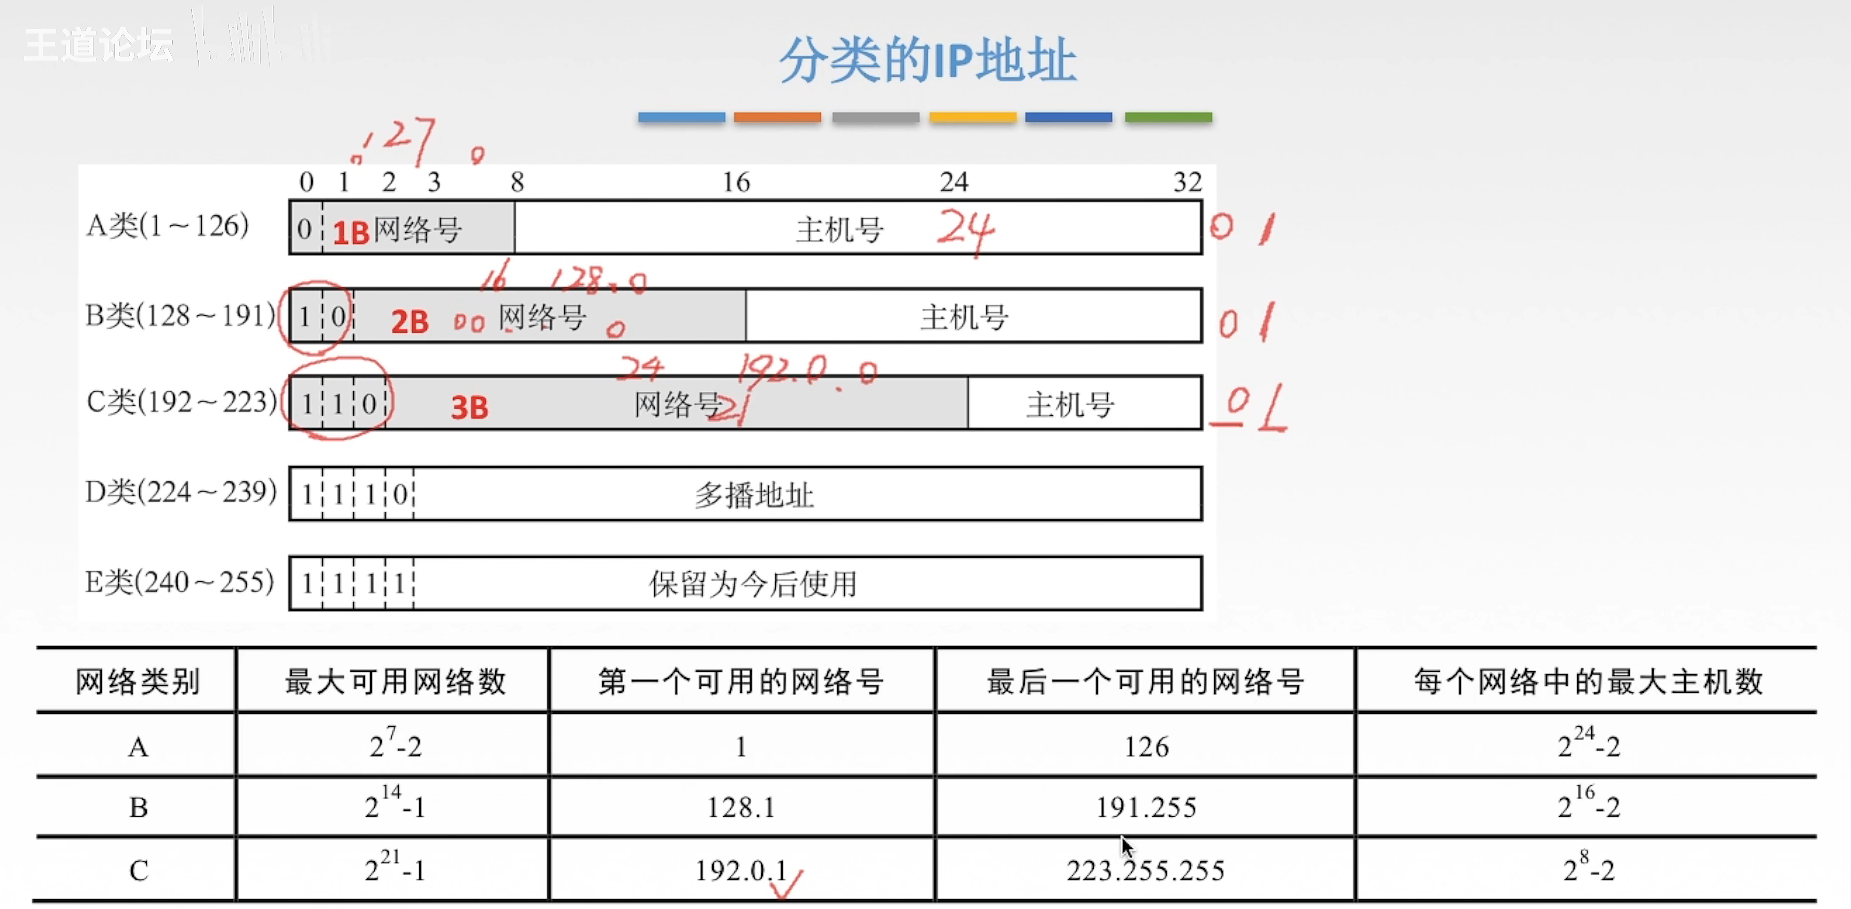 王道论坛
分类的IP地址
0 127 0
0 1 2 3 8 16 24 32
A类(1～126) 0 1B 网络号 主机号 24 0 1
16 128.0
B类(128～191) 1 0 2B 00 网络号 0 主机号 0 1
24 192.0.0
C类(192～223) 1 1 0 3B 网络号 21 主机号 0 1
D类(224～239) 1 1 1 0 多播地址
E类(240～255) 1 1 1 1 保留为今后使用
网络类别 最大可用网络数 第一个可用的网络号 最后一个可用的网络号 每个网络中的最大主机数
A 2^7-2 1 126 2^24-2
B 2^14-1 128.1 191.255 2^16-2
C 2^21-1 192.0.1 223.255.255 2^8-2